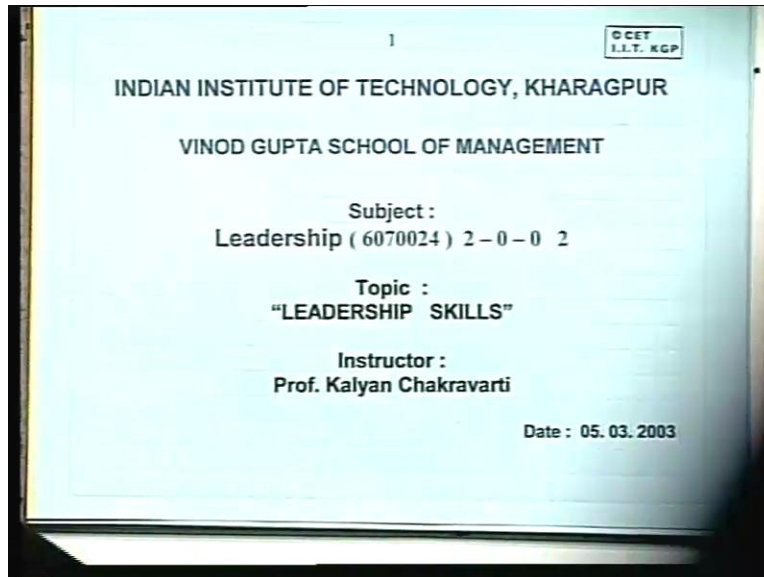 1
© CET
I.I.T. KGP
INDIAN INSTITUTE OF TECHNOLOGY, KHARAGPUR
VINOD GUPTA SCHOOL OF MANAGEMENT
Subject :
Leadership ( 6070024 ) 2 – 0 – 0 2
Topic :
“LEADERSHIP SKILLS”
Instructor :
Prof. Kalyan Chakravarti
Date : 05. 03. 2003